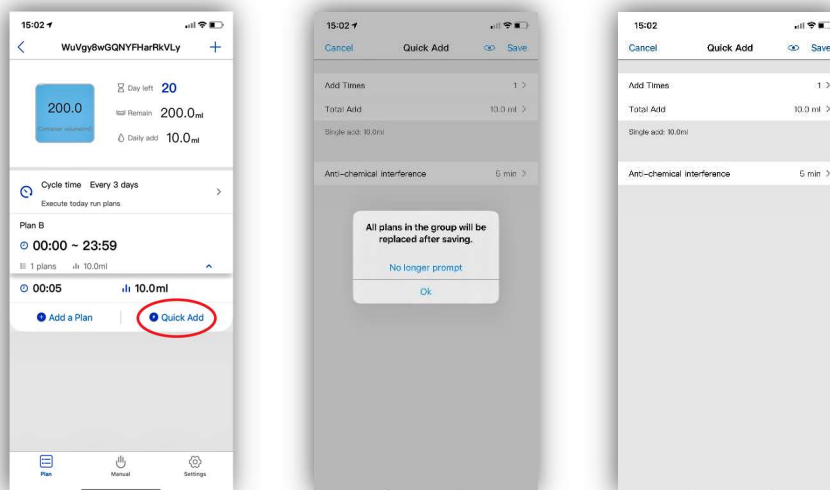 15:02
WuVgy8wGQNYFHarRkVLy
200.0
Container volume(ml)
Day left 20
Remain 200.0ml
Daily add 10.0ml
Cycle time Every 3 days
Execute today run plans
Plan B
00:00 ~ 23:59
1 plans 10.0ml
00:05 10.0ml
Add a Plan Quick Add
Plan Manual Settings
15:02
Cancel Quick Add Save
Add Times 1
Total Add 10.0 ml
Single add: 10.0ml
Anti-chemical interference 5 min
All plans in the group will be
replaced after saving.
No longer prompt
Ok
15:02
Cancel Quick Add Save
Add Times 1
Total Add 10.0 ml
Single add: 10.0ml
Anti-chemical interference 5 min